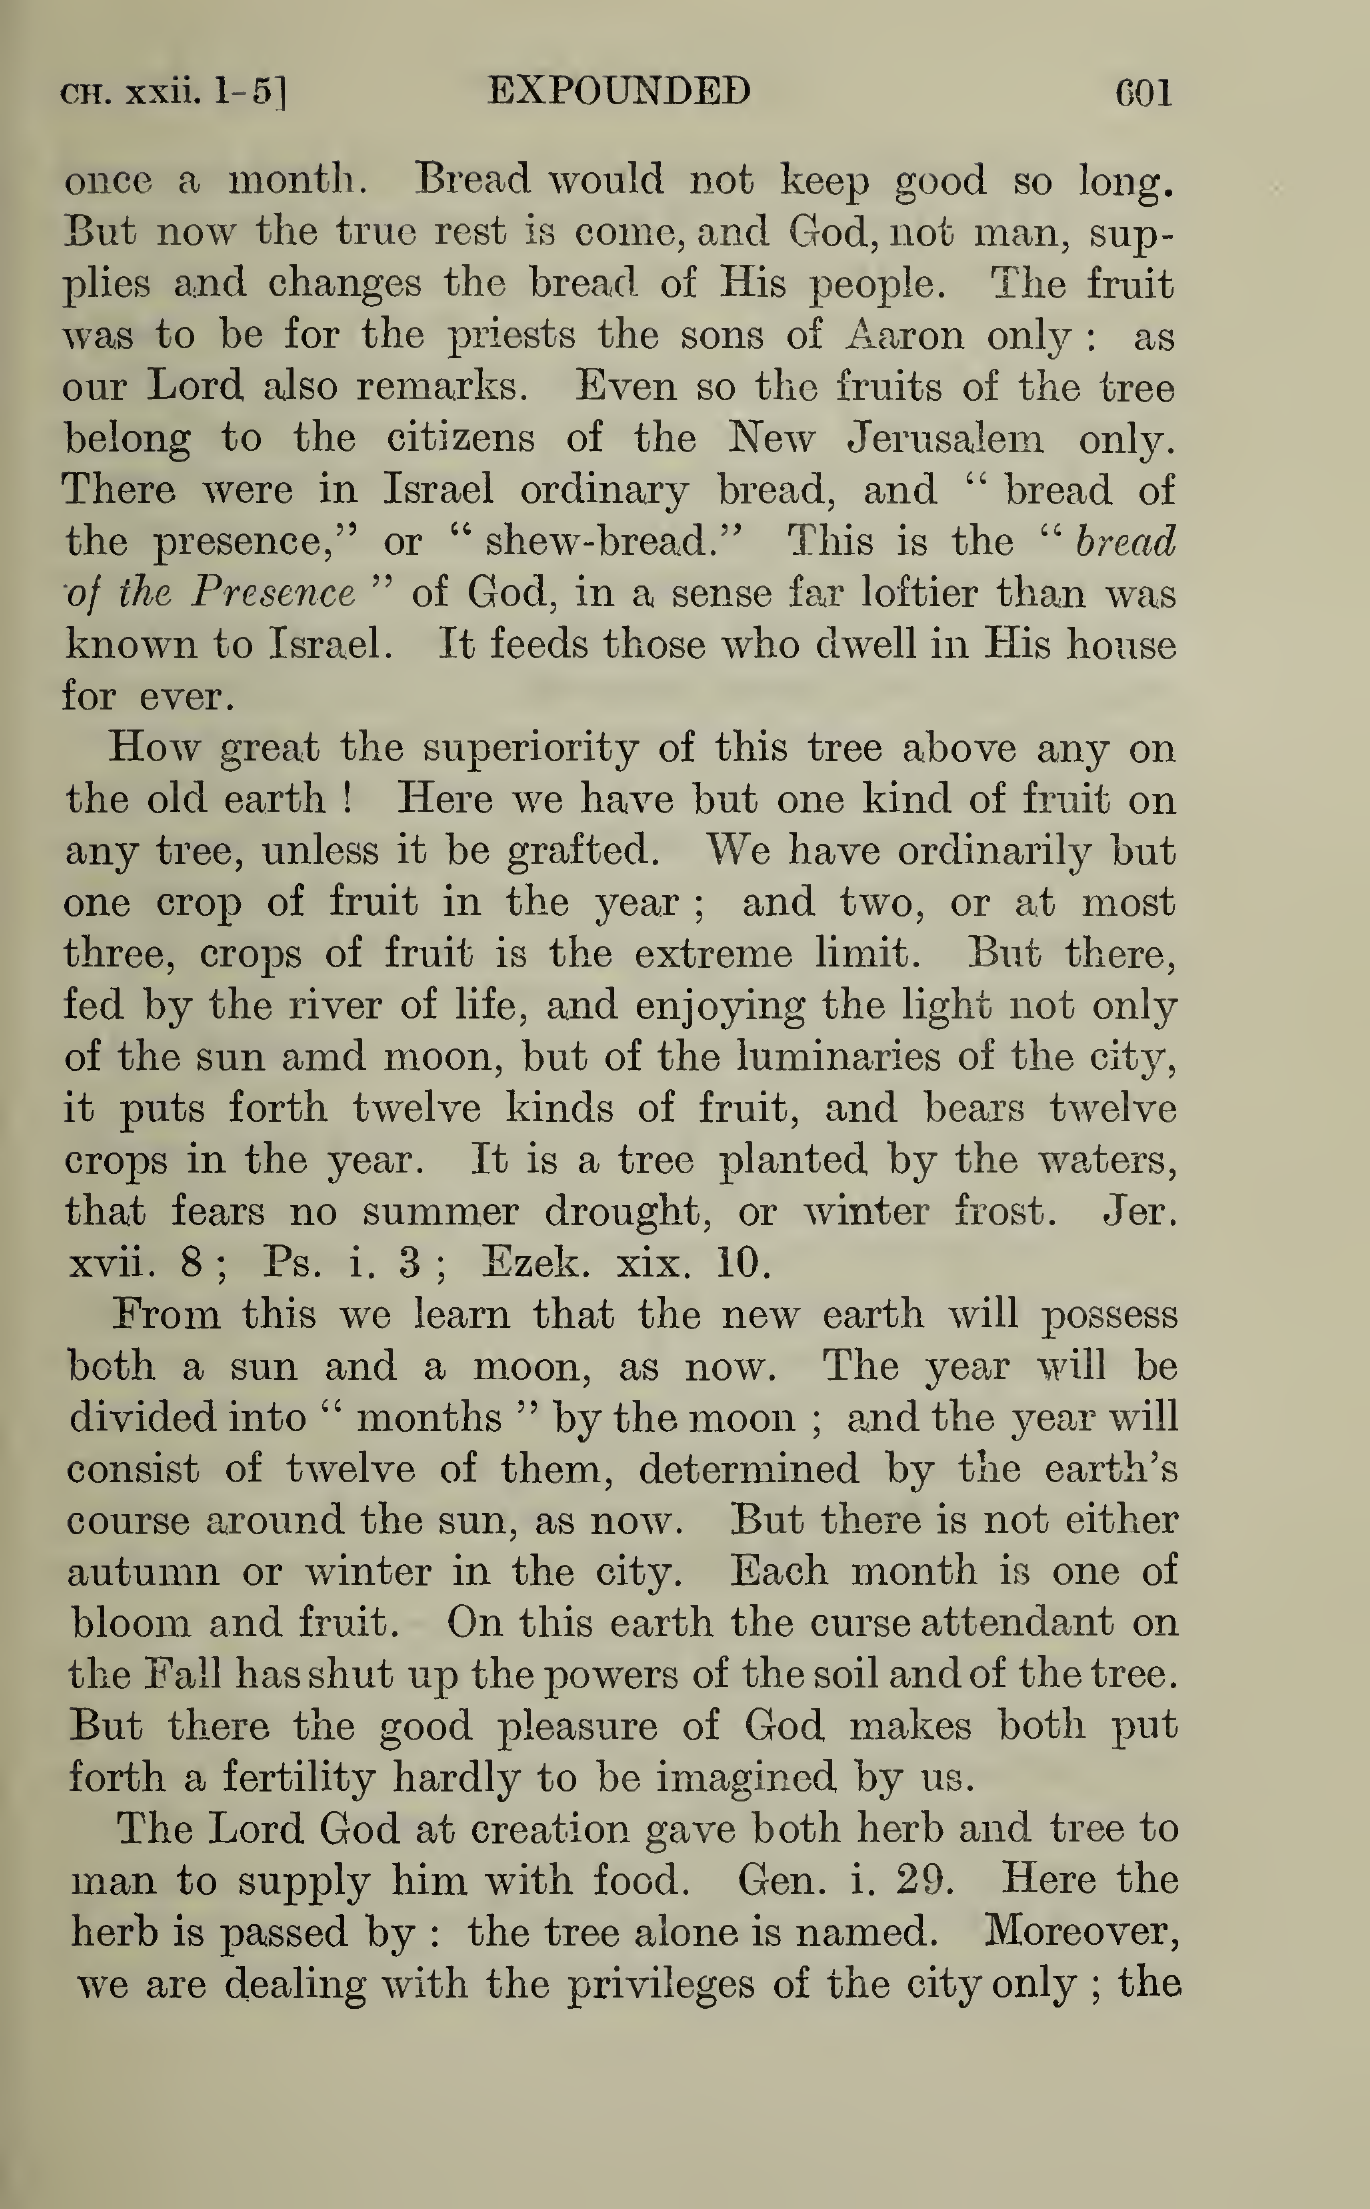 CH. xxii. 1-5] EXPOUNDED 601
once a month. Bread would not keep good so long.
But now the true rest is come, and God, not man, sup-
plies and changes the bread of His people. The fruit
was to be for the priests the sons of Aaron only : as
our Lord also remarks. Even so the fruits of the tree
belong to the citizens of the New Jerusalem only.
There were in Israel ordinary bread, and “ bread of
the presence,” or “ shew-bread.” This is the “ bread
of the Presence ” of God, in a sense far loftier than was
known to Israel. It feeds those who dwell in His house
for ever.
How great the superiority of this tree above any on
the old earth ! Here we have but one kind of fruit on
any tree, unless it be grafted. We have ordinarily but
one crop of fruit in the year ; and two, or at most
three, crops of fruit is the extreme limit. But there,
fed by the river of life, and enjoying the light not only
of the sun amd moon, but of the luminaries of the city,
it puts forth twelve kinds of fruit, and bears twelve
crops in the year. It is a tree planted by the waters,
that fears no summer drought, or winter frost. Jer.
xvii. 8 ; Ps. i. 3 ; Ezek. xix. 10.
From this we learn that the new earth will possess
both a sun and a moon, as now. The year will be
divided into “ months ” by the moon ; and the year will
consist of twelve of them, determined by the earth’s
course around the sun, as now. But there is not either
autumn or winter in the city. Each month is one of
bloom and fruit. On this earth the curse attendant on
the Fall has shut up the powers of the soil and of the tree.
But there the good pleasure of God makes both put
forth a fertility hardly to be imagined by us.
The Lord God at creation gave both herb and tree to
man to supply him with food. Gen. i. 29. Here the
herb is passed by : the tree alone is named. Moreover,
we are dealing with the privileges of the city only ; the